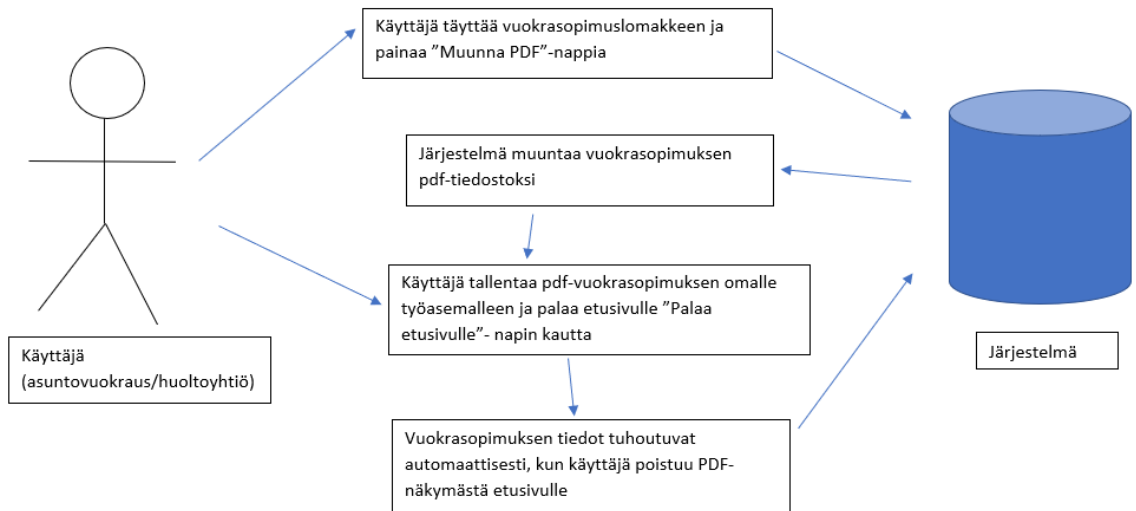 Käyttäjä täyttää vuokrasopimuslomakkeen ja
painaa ”Muunna PDF”-nappia
Järjestelmä muuntaa vuokrasopimuksen
pdf-tiedostoksi
Käyttäjä tallentaa pdf-vuokrasopimuksen omalle
työasemalleen ja palaa etusivulle ”Palaa
etusivulle”- napin kautta
Käyttäjä
(asuntovuokraus/huoltoyhtiö)
Järjestelmä
Vuokrasopimuksen tiedot tuhoutuvat
automaattisesti, kun käyttäjä poistuu PDF-
näkymästä etusivulle